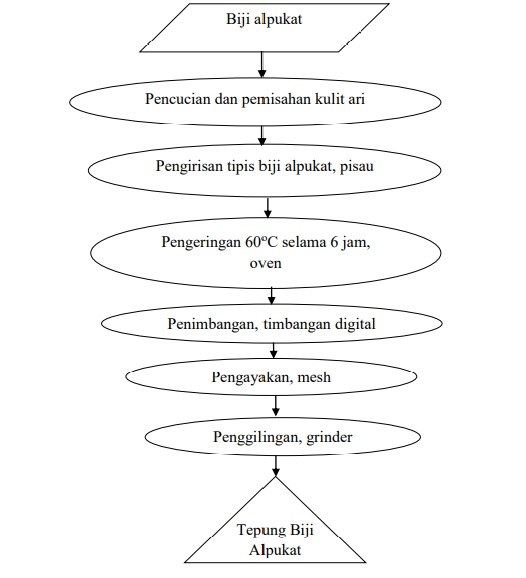 Biji alpukat
Pencucian dan pemisahan kulit ari
Pengirisan tipis biji alpukat, pisau
Pengeringan 60°C selama 6 jam,
oven
Penimbangan, timbangan digital
Pengayakan, mesh
Penggilingan, grinder
Tepung Biji
Alpukat